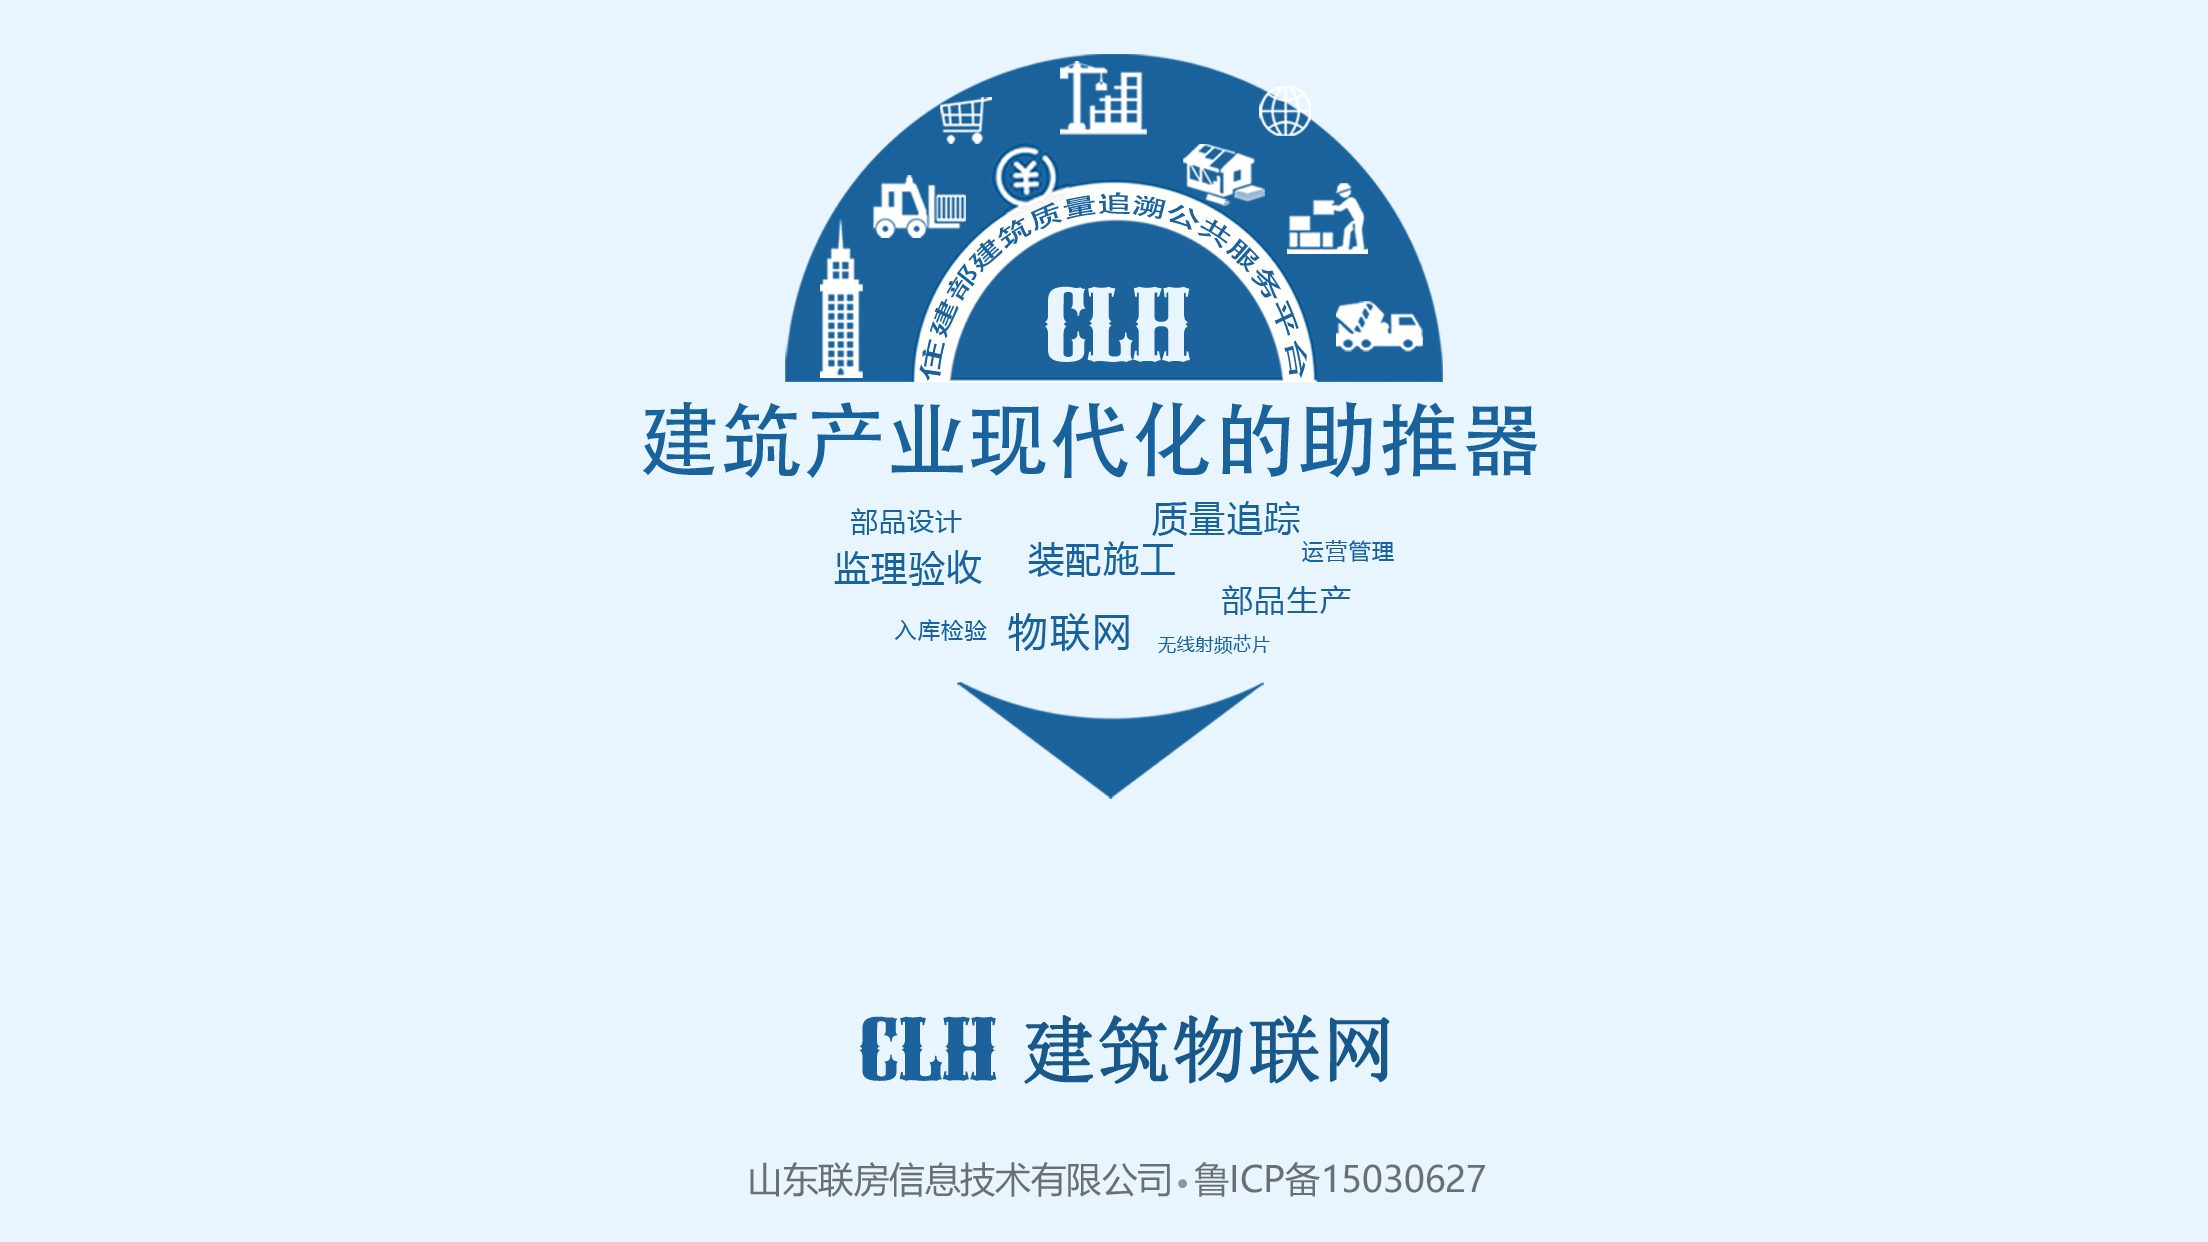 住建部建筑质量追溯公共服务平台
CLH
建筑产业现代化的助推器
部品设计
质量追踪
监理验收
装配施工
运营管理
部品生产
入库检验
物联网
无线射频芯片
CLH 建筑物联网
山东联房信息技术有限公司•鲁ICP备15030627